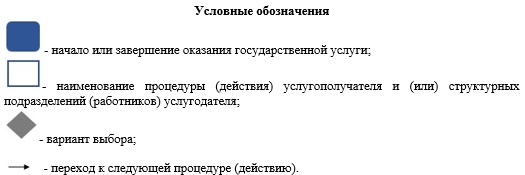 Условные обозначения
- начало или завершение оказания государственной услуги;
- наименование процедуры (действия) услугополучателя и (или) структурных
подразделений (работников) услугодателя;
- вариант выбора;
- переход к следующей процедуре (действию).